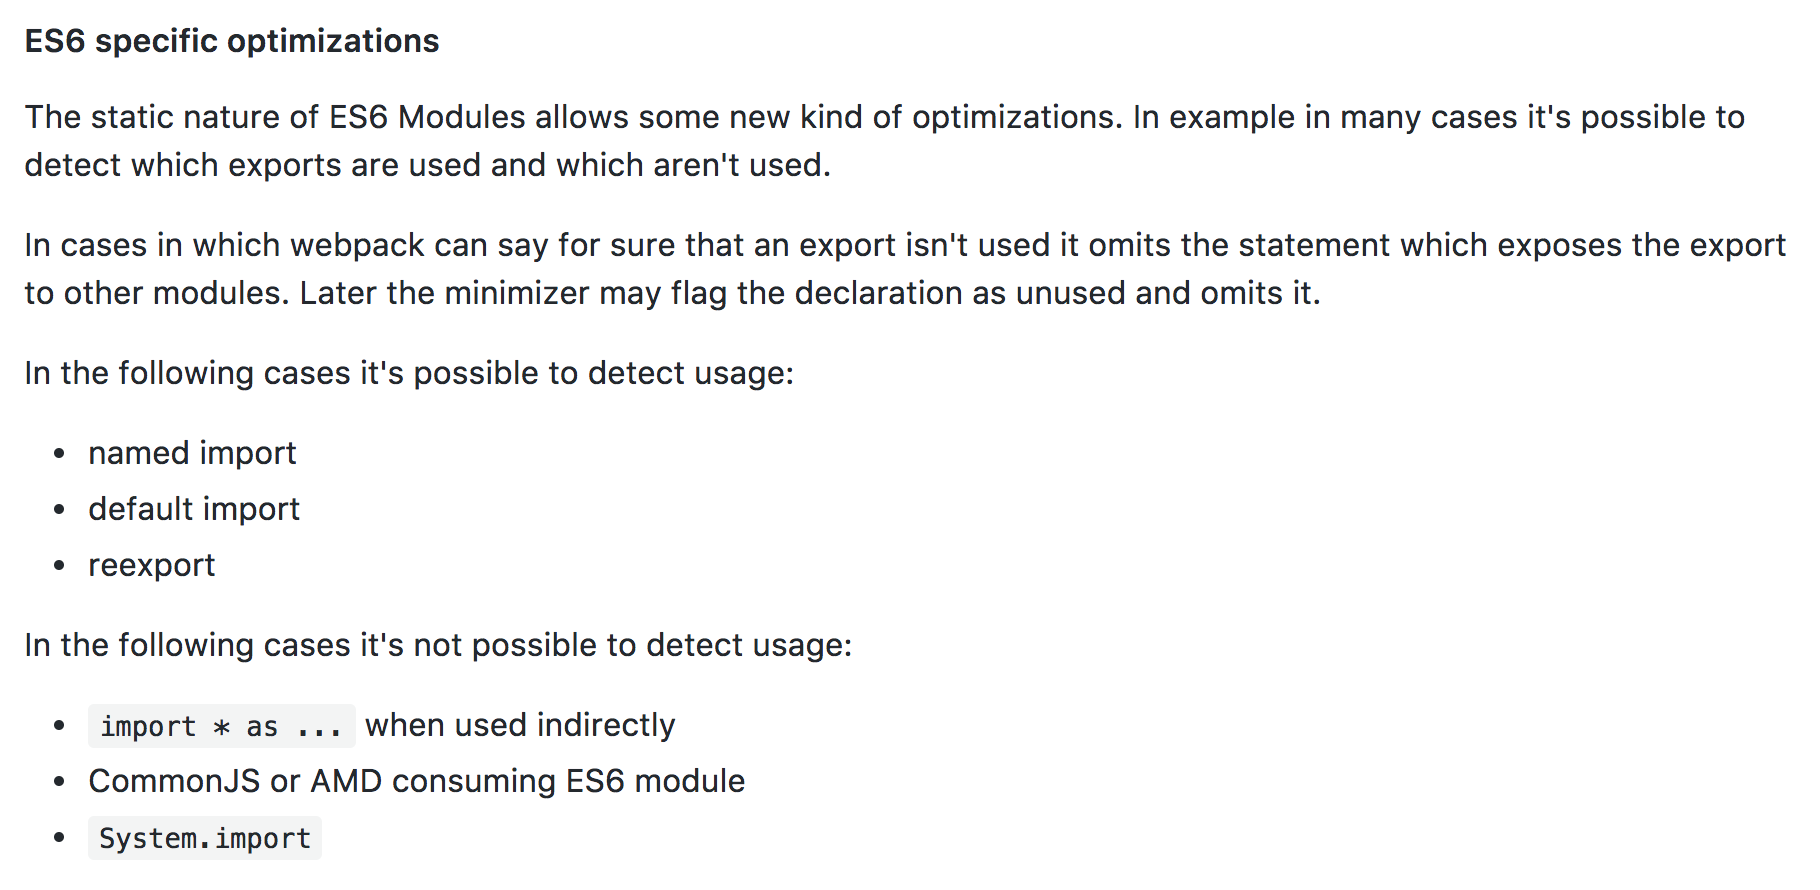 ES6 specific optimizations
The static nature of ES6 Modules allows some new kind of optimizations. In example in many cases it's possible to
detect which exports are used and which aren't used.
In cases in which webpack can say for sure that an export isn't used it omits the statement which exposes the export
to other modules. Later the minimizer may flag the declaration as unused and omits it.
In the following cases it's possible to detect usage:
• named import
• default import
• reexport
In the following cases it's not possible to detect usage:
• import * as ... when used indirectly
• CommonJS or AMD consuming ES6 module
• System.import